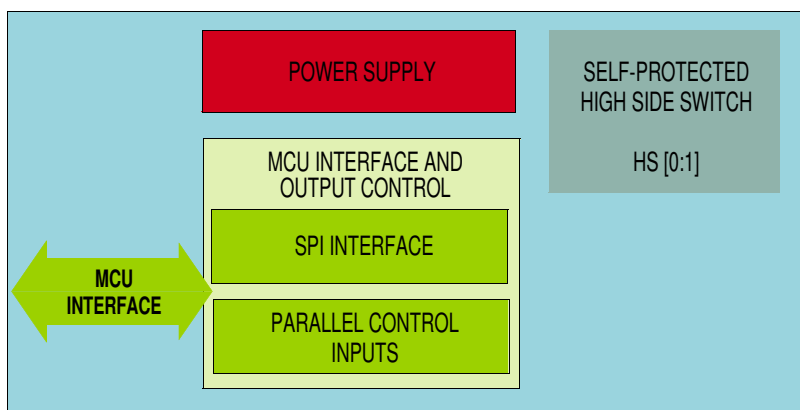 POWER SUPPLY
SELF-PROTECTED
HIGH SIDE SWITCH
HS [0:1]
MCU INTERFACE AND
OUTPUT CONTROL
SPI INTERFACE
MCU
INTERFACE
PARALLEL CONTROL
INPUTS